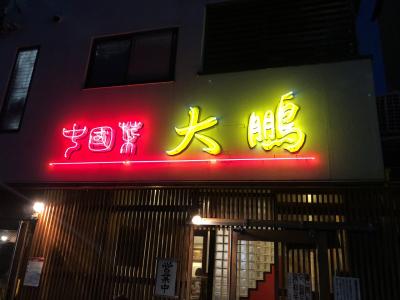 中國菜 大鵬
営業中